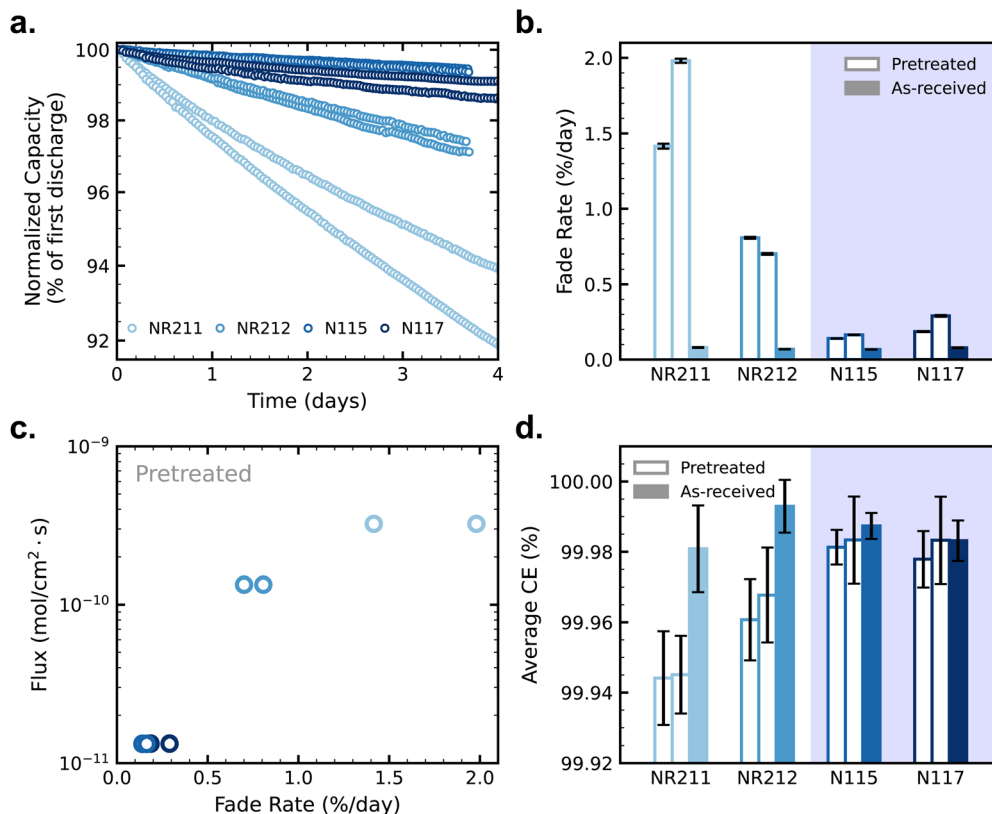 a.
100
98
96
94
92
Normalized Capacity
(% of first discharge)
NR211
NR212
N115
N117
0
1
2
3
4
Time (days)
b.
2.0
1.5
1.0
0.5
0.0
Fade Rate (%/day)
Pretreated
As-received
NR211
NR212
N115
N117
c.
10⁻⁹
10⁻¹⁰
10⁻¹¹
Flux (mol/cm² · s)
Pretreated
0.0
0.5
1.0
1.5
2.0
Fade Rate (%/day)
d.
100.00
99.98
99.96
99.94
99.92
Average CE (%)
Pretreated
As-received
NR211
NR212
N115
N117